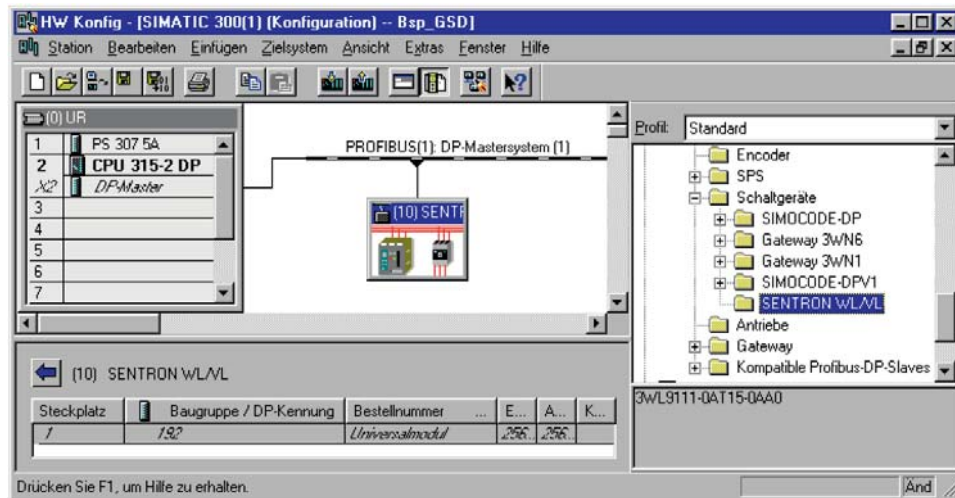 HW Konfig - [SIMATIC 300(1) (Konfiguration) -- Bsp_GSD]
Station Bearbeiten Einfügen Zielsystem Ansicht Extras Fenster Hilfe
(0) UR
1 PS 307 5A
2 CPU 315-2 DP
X2 DP-Master
3
4
5
6
7
PROFIBUS(1): DP-Mastersystem (1)
(10) SENTR
Profil: Standard
Encoder
SPS
Schaltgeräte
SIMOCODE-DP
Gateway 3WN6
Gateway 3WN1
SIMOCODE-DPV1
SENTRON WL/VL
Antriebe
Gateway
Kompatible Profibus-DP-Slaves
(10) SENTRON WL/VL
Steckplatz Baugruppe / DP-Kennung Bestellnummer ... E... A... K...
1 192 Universalmodul 256.. 256..
3WL9111-0AT15-0AA0
Drücken Sie F1, um Hilfe zu erhalten.
Änd